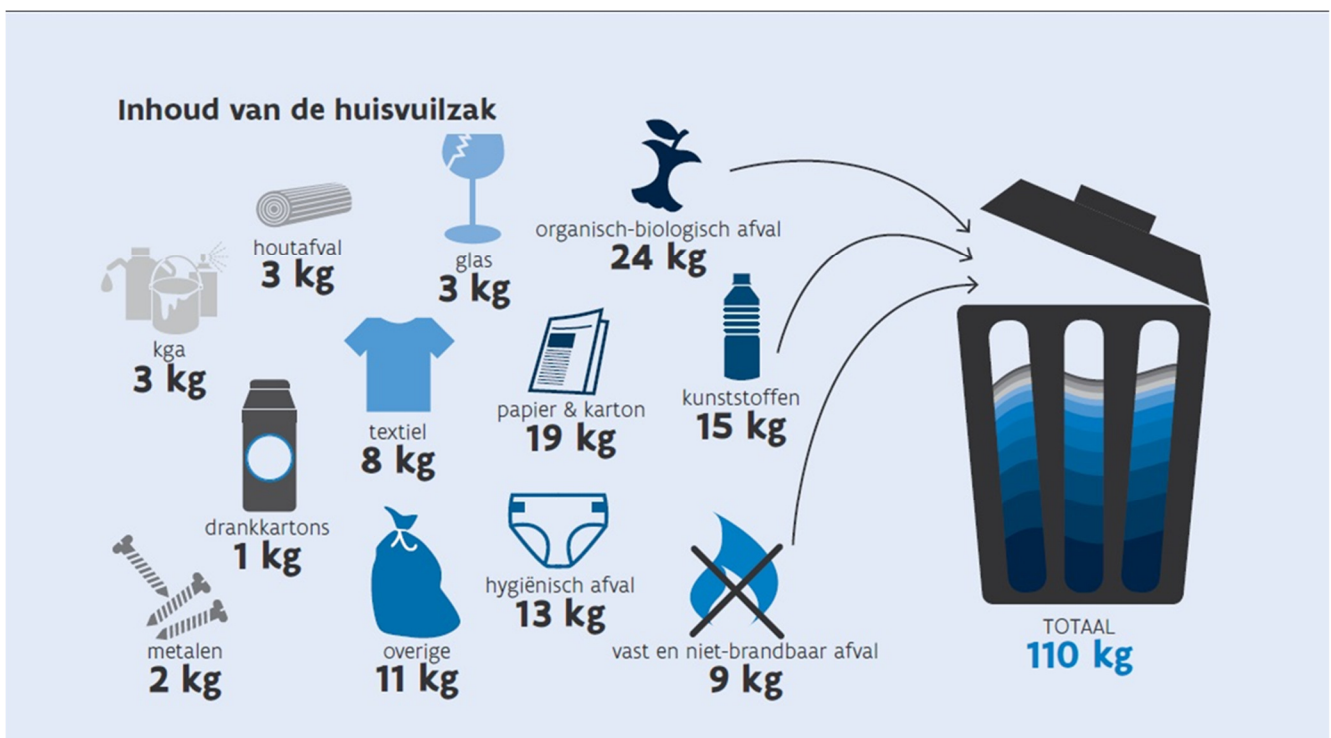 Inhoud van de huisvuilzak
houtafval
3 kg
glas
3 kg
organisch-biologisch afval
24 kg
kga
3 kg
textiel
8 kg
papier & karton
19 kg
kunststoffen
15 kg
drankkartons
1 kg
hygiënisch afval
13 kg
metalen
2 kg
overige
11 kg
vast en niet-brandbaar afval
9 kg
TOTAAL
110 kg